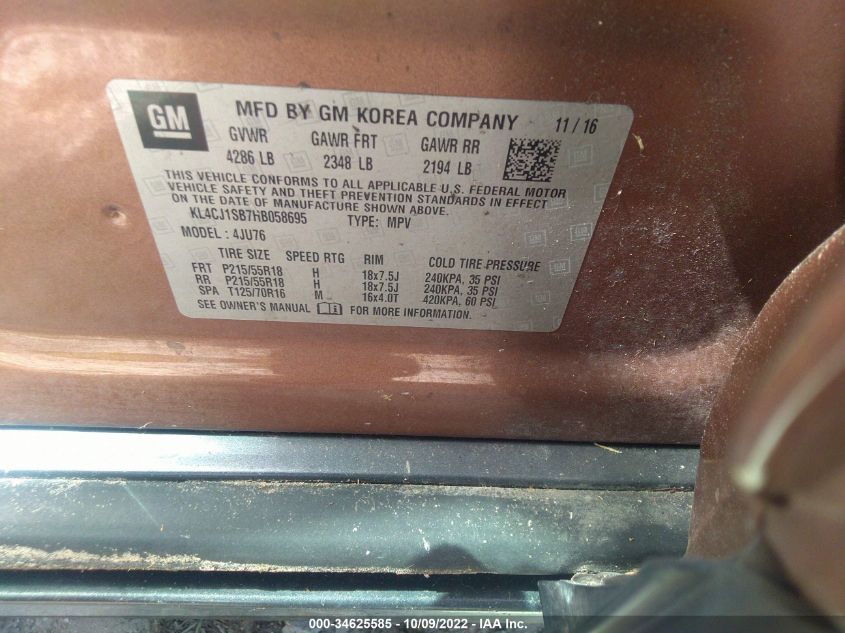 GM MFD BY GM KOREA COMPANY 11/16
GVWR GAWR FRT GAWR RR
4286 LB 2348 LB 2194 LB
THIS VEHICLE CONFORMS TO ALL APPLICABLE U.S. FEDERAL MOTOR
VEHICLE SAFETY AND THEFT PREVENTION STANDARDS IN EFFECT
ON THE DATE OF MANUFACTURE SHOWN ABOVE.
KL4CJ1SB7HB058695 TYPE: MPV
MODEL: 4JU76
TIRE SIZE SPEED RTG RIM COLD TIRE PRESSURE
FRT P215/55R18 H 18x7.5J 240KPA, 35 PSI
RR P215/55R18 H 18x7.5J 240KPA, 35 PSI
SPA T125/70R16 M 16x4.0T 420KPA, 60 PSI
SEE OWNER'S MANUAL FOR MORE INFORMATION.
000-34625585 - 10/09/2022 - IAA Inc.